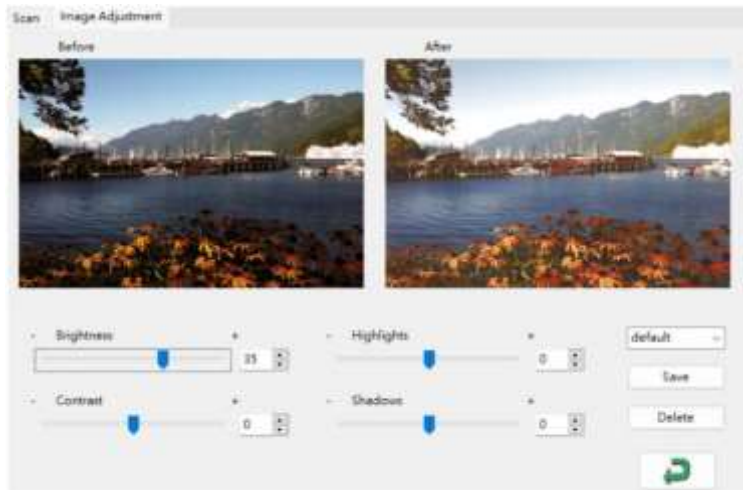 Scan Image Adjustment
Before After
- Brightness + - Highlights + default
35 0
Save
- Contrast + - Shadows +
0 0 Delete